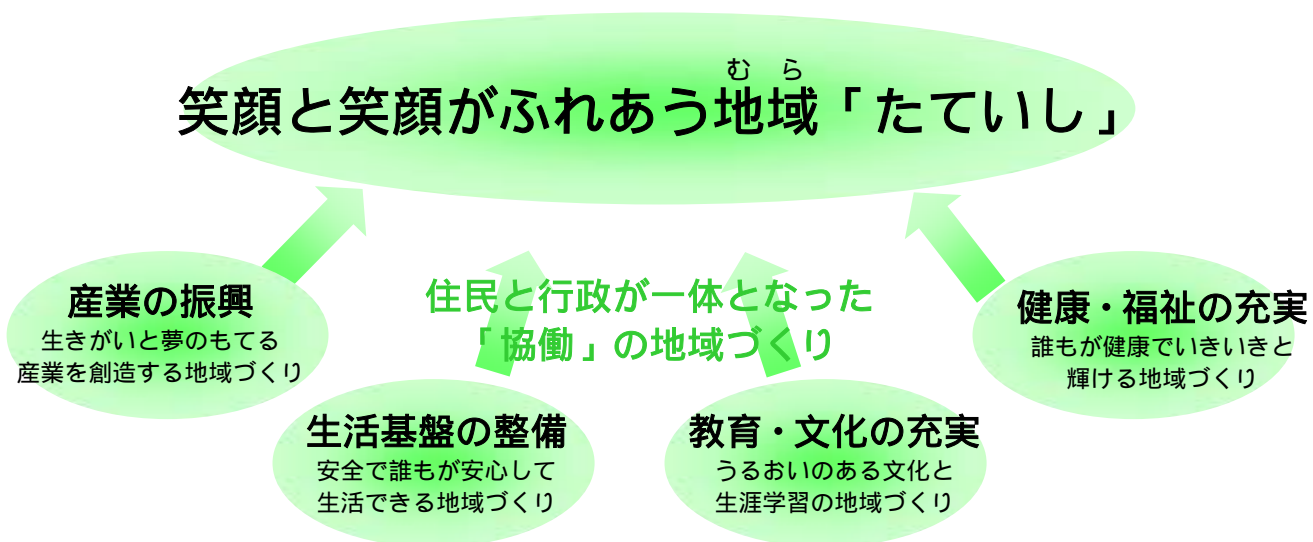 むら
笑顔と笑顔がふれあう地域「たていし」
住民と行政が一体となった
「協働」の地域づくり
産業の振興
生きがいと夢のもてる
産業を創造する地域づくり
生活基盤の整備
安全で誰もが安心して
生活できる地域づくり
教育・文化の充実
うるおいのある文化と
生涯学習の地域づくり
健康・福祉の充実
誰もが健康でいきいきと
輝ける地域づくり